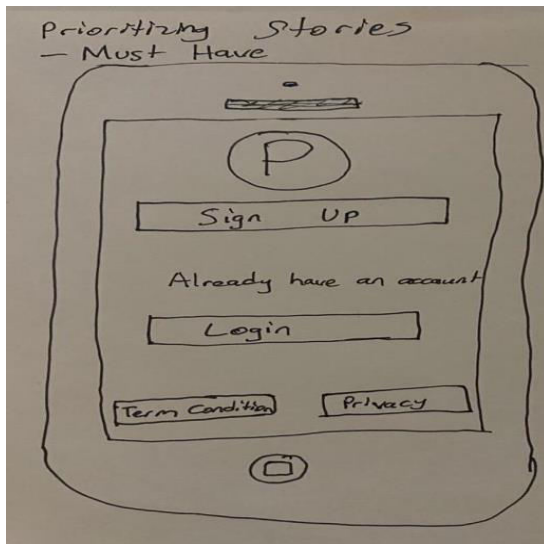 Prioritizing Stories
- Must Have
P
Sign UP
Already have an account
Login
Term Condition Privacy